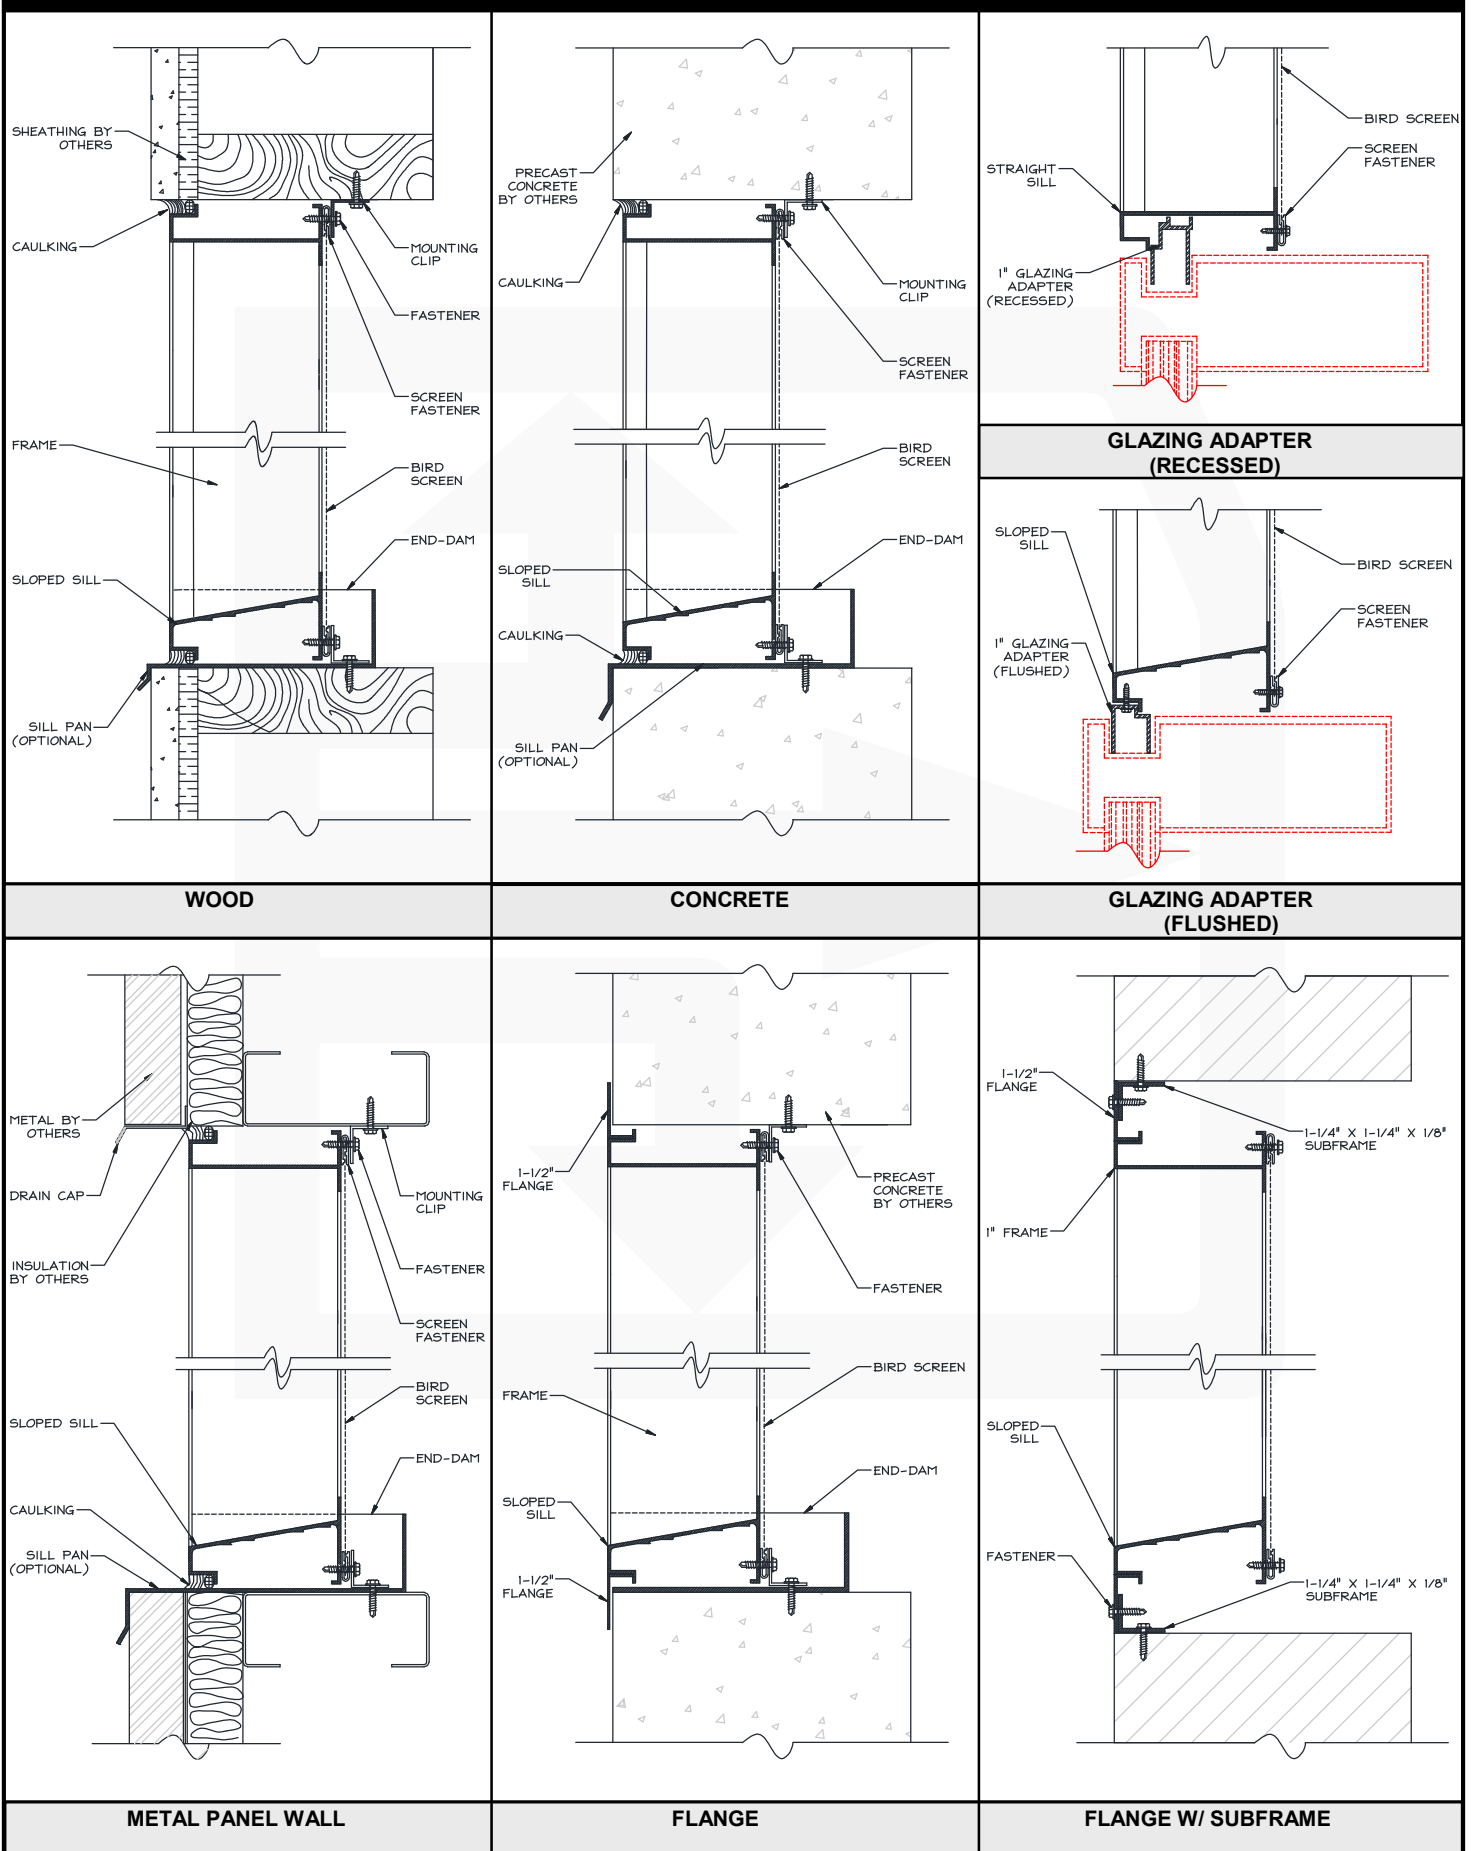 SHEATHING BY
OTHERS
CAULKING
MOUNTING
CLIP
FASTENER
SCREEN
FASTENER
FRAME
BIRD
SCREEN
END-DAM
SLOPED SILL
SILL PAN
(OPTIONAL)
WOOD
PRECAST
CONCRETE
BY OTHERS
CAULKING
MOUNTING
CLIP
SCREEN
FASTENER
BIRD
SCREEN
END-DAM
SLOPED
SILL
CAULKING
SILL PAN
(OPTIONAL)
CONCRETE
BIRD SCREEN
SCREEN
FASTENER
STRAIGHT
SILL
1" GLAZING
ADAPTER
(RECESSED)
GLAZING ADAPTER
(RECESSED)
SLOPED
SILL
BIRD SCREEN
SCREEN
FASTENER
1" GLAZING
ADAPTER
(FLUSHED)
GLAZING ADAPTER
(FLUSHED)
METAL BY
OTHERS
DRAIN CAP
MOUNTING
CLIP
INSULATION
BY OTHERS
FASTENER
SCREEN
FASTENER
BIRD
SCREEN
SLOPED SILL
END-DAM
CAULKING
SILL PAN
(OPTIONAL)
METAL PANEL WALL
1-1/2"
FLANGE
PRECAST
CONCRETE
BY OTHERS
FASTENER
BIRD SCREEN
FRAME
END-DAM
SLOPED
SILL
1-1/2"
FLANGE
FLANGE
1-1/2"
FLANGE
1-1/4" X 1-1/4" X 1/8"
SUBFRAME
1" FRAME
SLOPED
SILL
FASTENER
1-1/4" X 1-1/4" X 1/8"
SUBFRAME
FLANGE W/ SUBFRAME